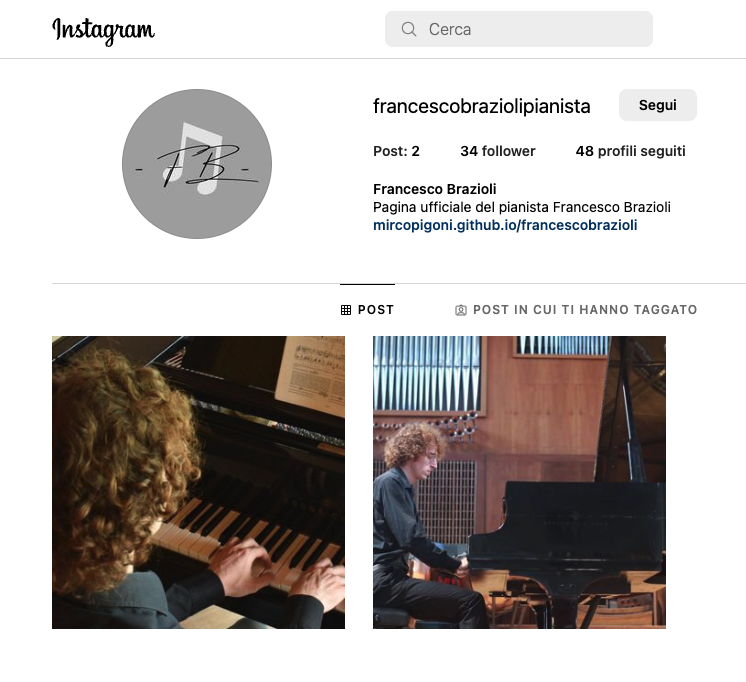 Instagram
Cerca
francescobraziolipianista Segui
Post: 2 34 follower 48 profili seguiti
Francesco Brazioli
Pagina ufficiale del pianista Francesco Brazioli
mircopigoni.github.io/francescobrazioli
- FB -
POST POST IN CUI TI HANNO TAGGATO